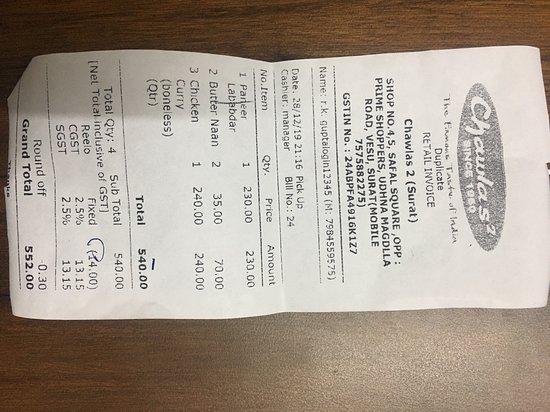 Chawlas²
SINCE 1960
The Famous Taste of India
Duplicate
RETAIL INVOICE
Chawlas 2 (Surat)
SHOP NO.4,5, SAFAL SQUARE ,OPP :
PRIME SHOPPERS, UDHNA MAGDLLA
ROAD, VESU, SURAT(MOBILE
7575882275)
GSTIN No.: 24ABPFA4916K1Z7
Name: r.k. guptalogin12345 (M: 7984559575)
Date. 28/12/19 21:16 Pick Up
Cashier: manager Bill No.: 24
No.Item Qty. Price Amount
1 Paneer 1 230.00 230.00
Lababdar
2 Butter Naan 2 35.00 70.00
3 Chicken 1 240.00 240.00
Curry
(boneless)
(Qtr)
Total 540.00
Total Qty: 4 Sub Total 540.00
[Net Total Inclusive of GST]
Reelo Fixed (14.00)
CGST 2.5% 13.15
SGST 2.5% 13.15
Round off -0.30
Grand Total 552.00